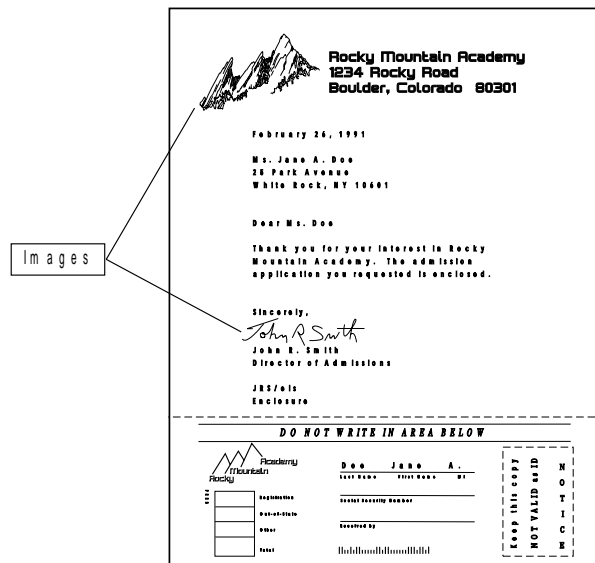 Rocky Mountain Academy
1234 Rocky Road
Boulder, Colorado 80301
February 26, 1991
Ms. Jane A. Doe
25 Park Avenue
White Rock, NY 10601
Dear Ms. Doe
Thank you for your interest in Rocky
Mountain Academy. The admission
application you requested is enclosed.
Images
Sincerely,
John R Smith
John R. Smith
Director of Admissions
JRS/els
Enclosure
DO NOT WRITE IN AREA BELOW
Rocky Mountain Academy
Doe Jane A.
Last Name First Name MI
Registration
Social Security Number
Out-of-State
Other
Received by
Total
Keep this copy
NOT VALID as ID
NOTICE